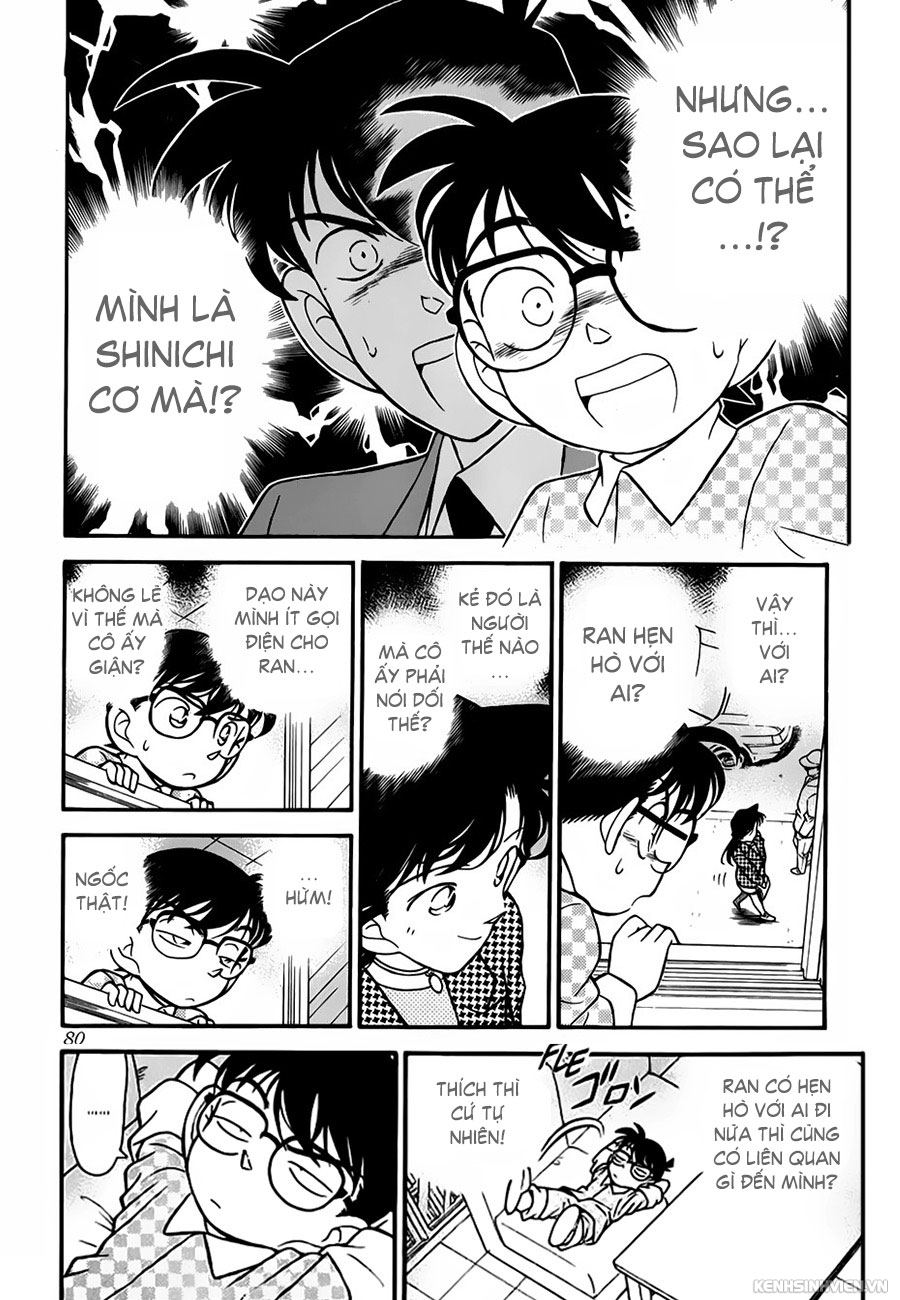 NHƯNG...
SAO LẠI
CÓ THỂ
...!?
MÌNH LÀ
SHINICHI
CƠ MÀ!?
VẬY
THÌ...
VỚI
AI?
RAN HẸN
HÒ VỚI
AI?
KẺ ĐÓ LÀ
NGƯỜI
THẾ NÀO
...
MÀ CÔ
ẤY PHẢI
NÓI DỐI
THẾ?
DẠO NÀY
MÌNH ÍT GỌI
ĐIỆN CHO
RAN...
KHÔNG LẼ
VÌ THẾ MÀ
CÔ ẤY
GIẬN?
... HỪM!
NGỐC
THẬT!
80
RAN CÓ HẸN
HÒ VỚI AI ĐI
NỮA THÌ CŨNG
CÓ LIÊN QUAN
GÌ ĐẾN MÌNH?
THÍCH THÌ
CỨ TỰ
NHIÊN!
ゴロン
......
KENHSINHVIEN.VN